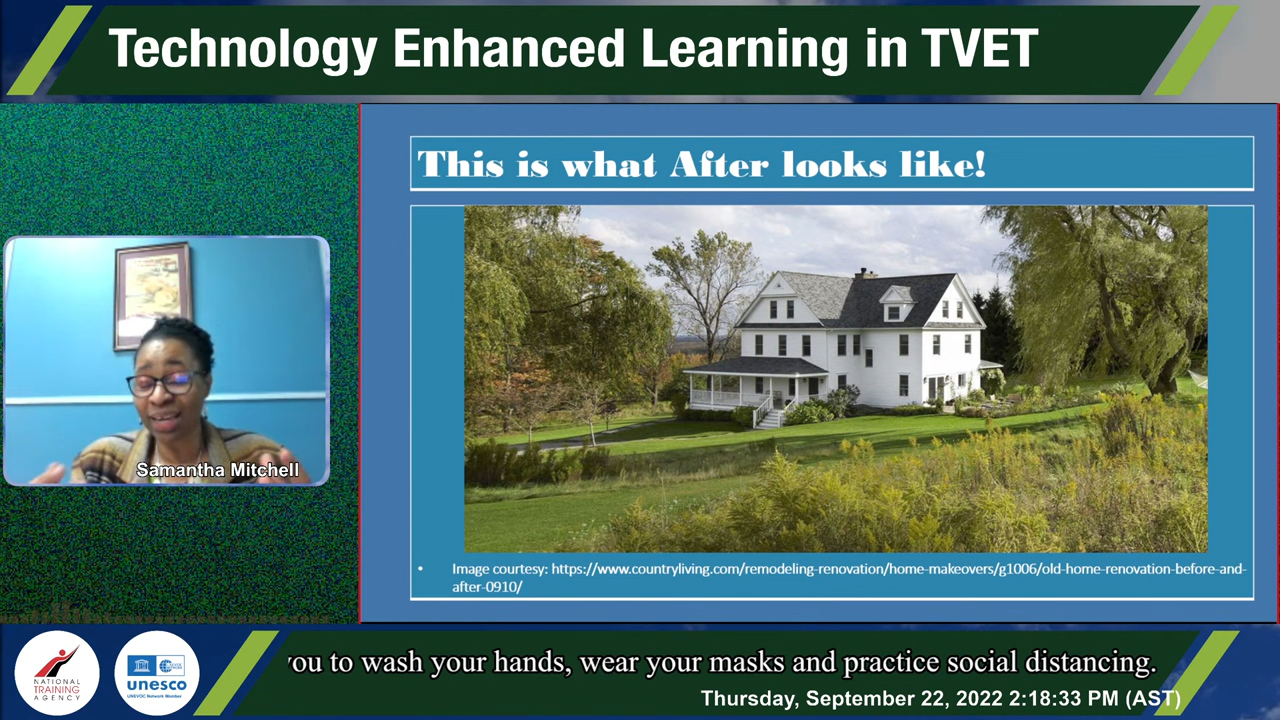 Technology Enhanced Learning in TVET
This is what After looks like!
Samantha Mitchell
• Image courtesy: https://www.countryliving.com/remodeling-renovation/home-makeovers/g1006/old-home-renovation-before-and-
after-0910/
NATIONAL
TRAINING
AGENCY
unesco
UNEVOC Network Member
you to wash your hands, wear your masks and practice social distancing.
Thursday, September 22, 2022 2:18:33 PM (AST)